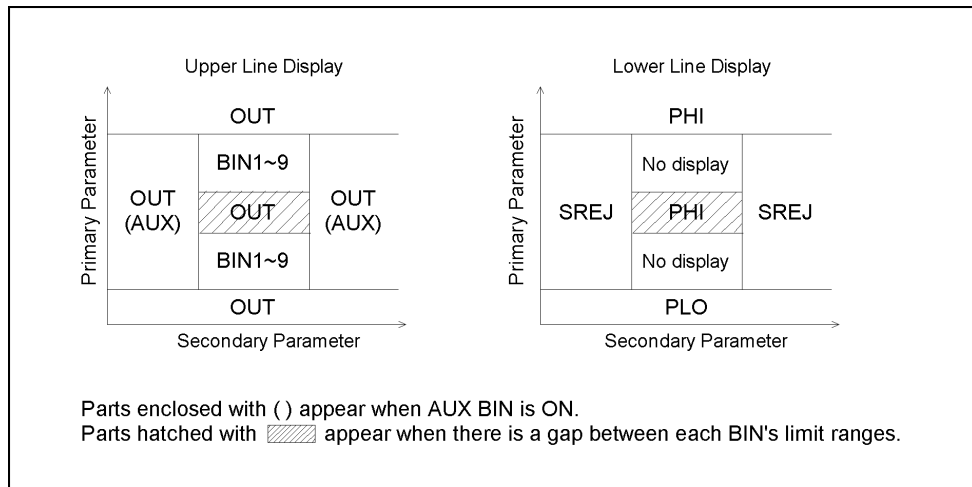 Upper Line Display
Primary Parameter
OUT
BIN1~9
OUT
(AUX)
OUT
OUT
(AUX)
BIN1~9
OUT
Secondary Parameter
Lower Line Display
Primary Parameter
PHI
No display
SREJ
PHI
SREJ
No display
PLO
Secondary Parameter
Parts enclosed with ( ) appear when AUX BIN is ON.
Parts hatched with appear when there is a gap between each BIN's limit ranges.